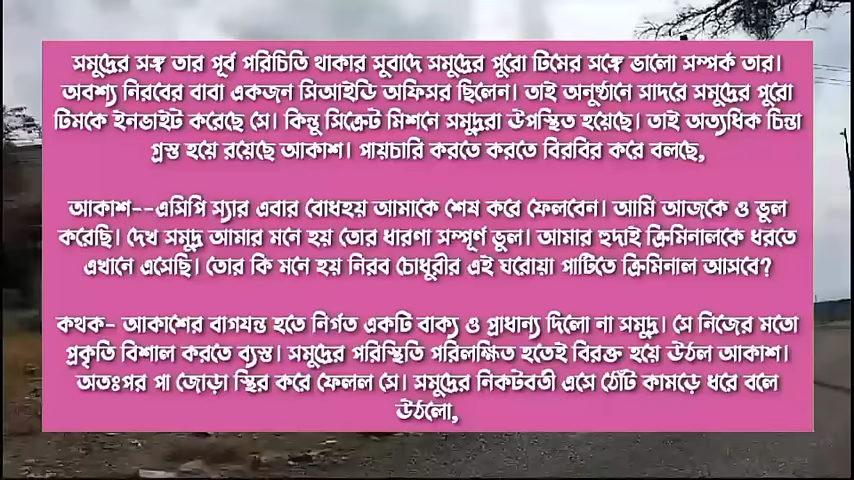 সমুদ্রের সঙ্গ তার পূর্ব পরিচিতি থাকার সুবাদে সমুদ্রের পুরো টিমের সঙ্গে ভালো সম্পর্ক তার।
অবশ্য নিরবের বাবা একজন সিআইডি অফিসর ছিলেন। তাই অনুষ্ঠানে সাদরে সমুদ্রের পুরো
টিমকে ইনভাইট করেছে সে। কিন্তু সিক্রেট মিশনে সমুদ্ররা উপস্থিত হয়েছে। তাই অত্যধিক চিন্তা
গ্রস্ত হয়ে রয়েছে আকাশ। পায়চারি করতে করতে বিরবির করে বলছে,
আকাশ--এসিপি স্যার এবার বোধহয় আমাকে শেষ করে ফেলবেন। আমি আজকে ও ভুল
করেছি। দেখ সমুদ্র আমার মনে হয় তোর ধারণা সম্পূর্ণ ভুল। আমার হুদাই ক্রিমিনালকে ধরতে
এখানে এসেছি। তোর কি মনে হয় নিরব চৌধুরীর এই ঘরোয়া পার্টিতে ক্রিমিনাল আসবে?
কথক- আকাশের বাগযন্ত হতে নির্গত একটি বাক্য ও প্রাধান্য দিলো না সমুদ্র। সে নিজের মতো
প্রকৃতি বিশাল করতে ব্যস্ত। সমুদ্রের পরিস্থিতি পরিলক্ষিত হতেই বিরক্ত হয়ে উঠল আকাশ।
অতঃপর পা জোড়া স্থির করে ফেলল সে। সমুদ্রের নিকটবর্তী এসে ঠোঁট কামড়ে ধরে বলে
উঠলো,